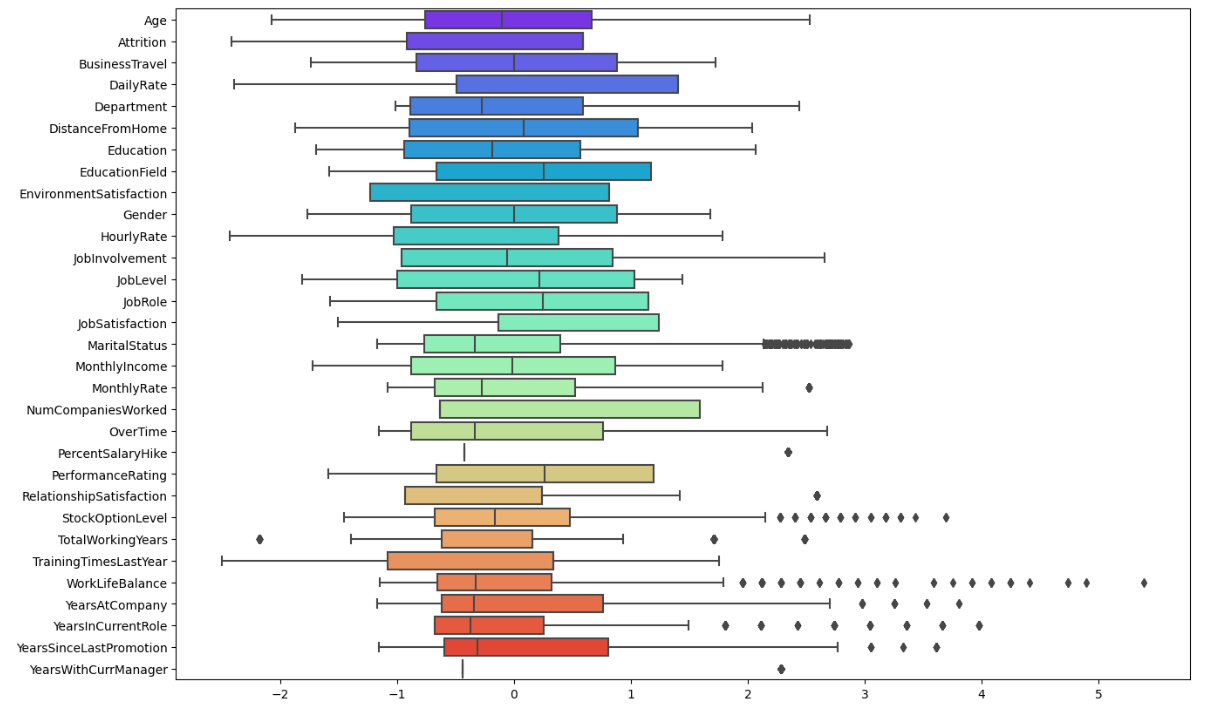 Age
Attrition
BusinessTravel
DailyRate
Department
DistanceFromHome
Education
EducationField
EnvironmentSatisfaction
Gender
HourlyRate
JobInvolvement
JobLevel
JobRole
JobSatisfaction
MaritalStatus
MonthlyIncome
MonthlyRate
NumCompaniesWorked
OverTime
PercentSalaryHike
PerformanceRating
RelationshipSatisfaction
StockOptionLevel
TotalWorkingYears
TrainingTimesLastYear
WorkLifeBalance
YearsAtCompany
YearsInCurrentRole
YearsSinceLastPromotion
YearsWithCurrManager
−2 −1 0 1 2 3 4 5